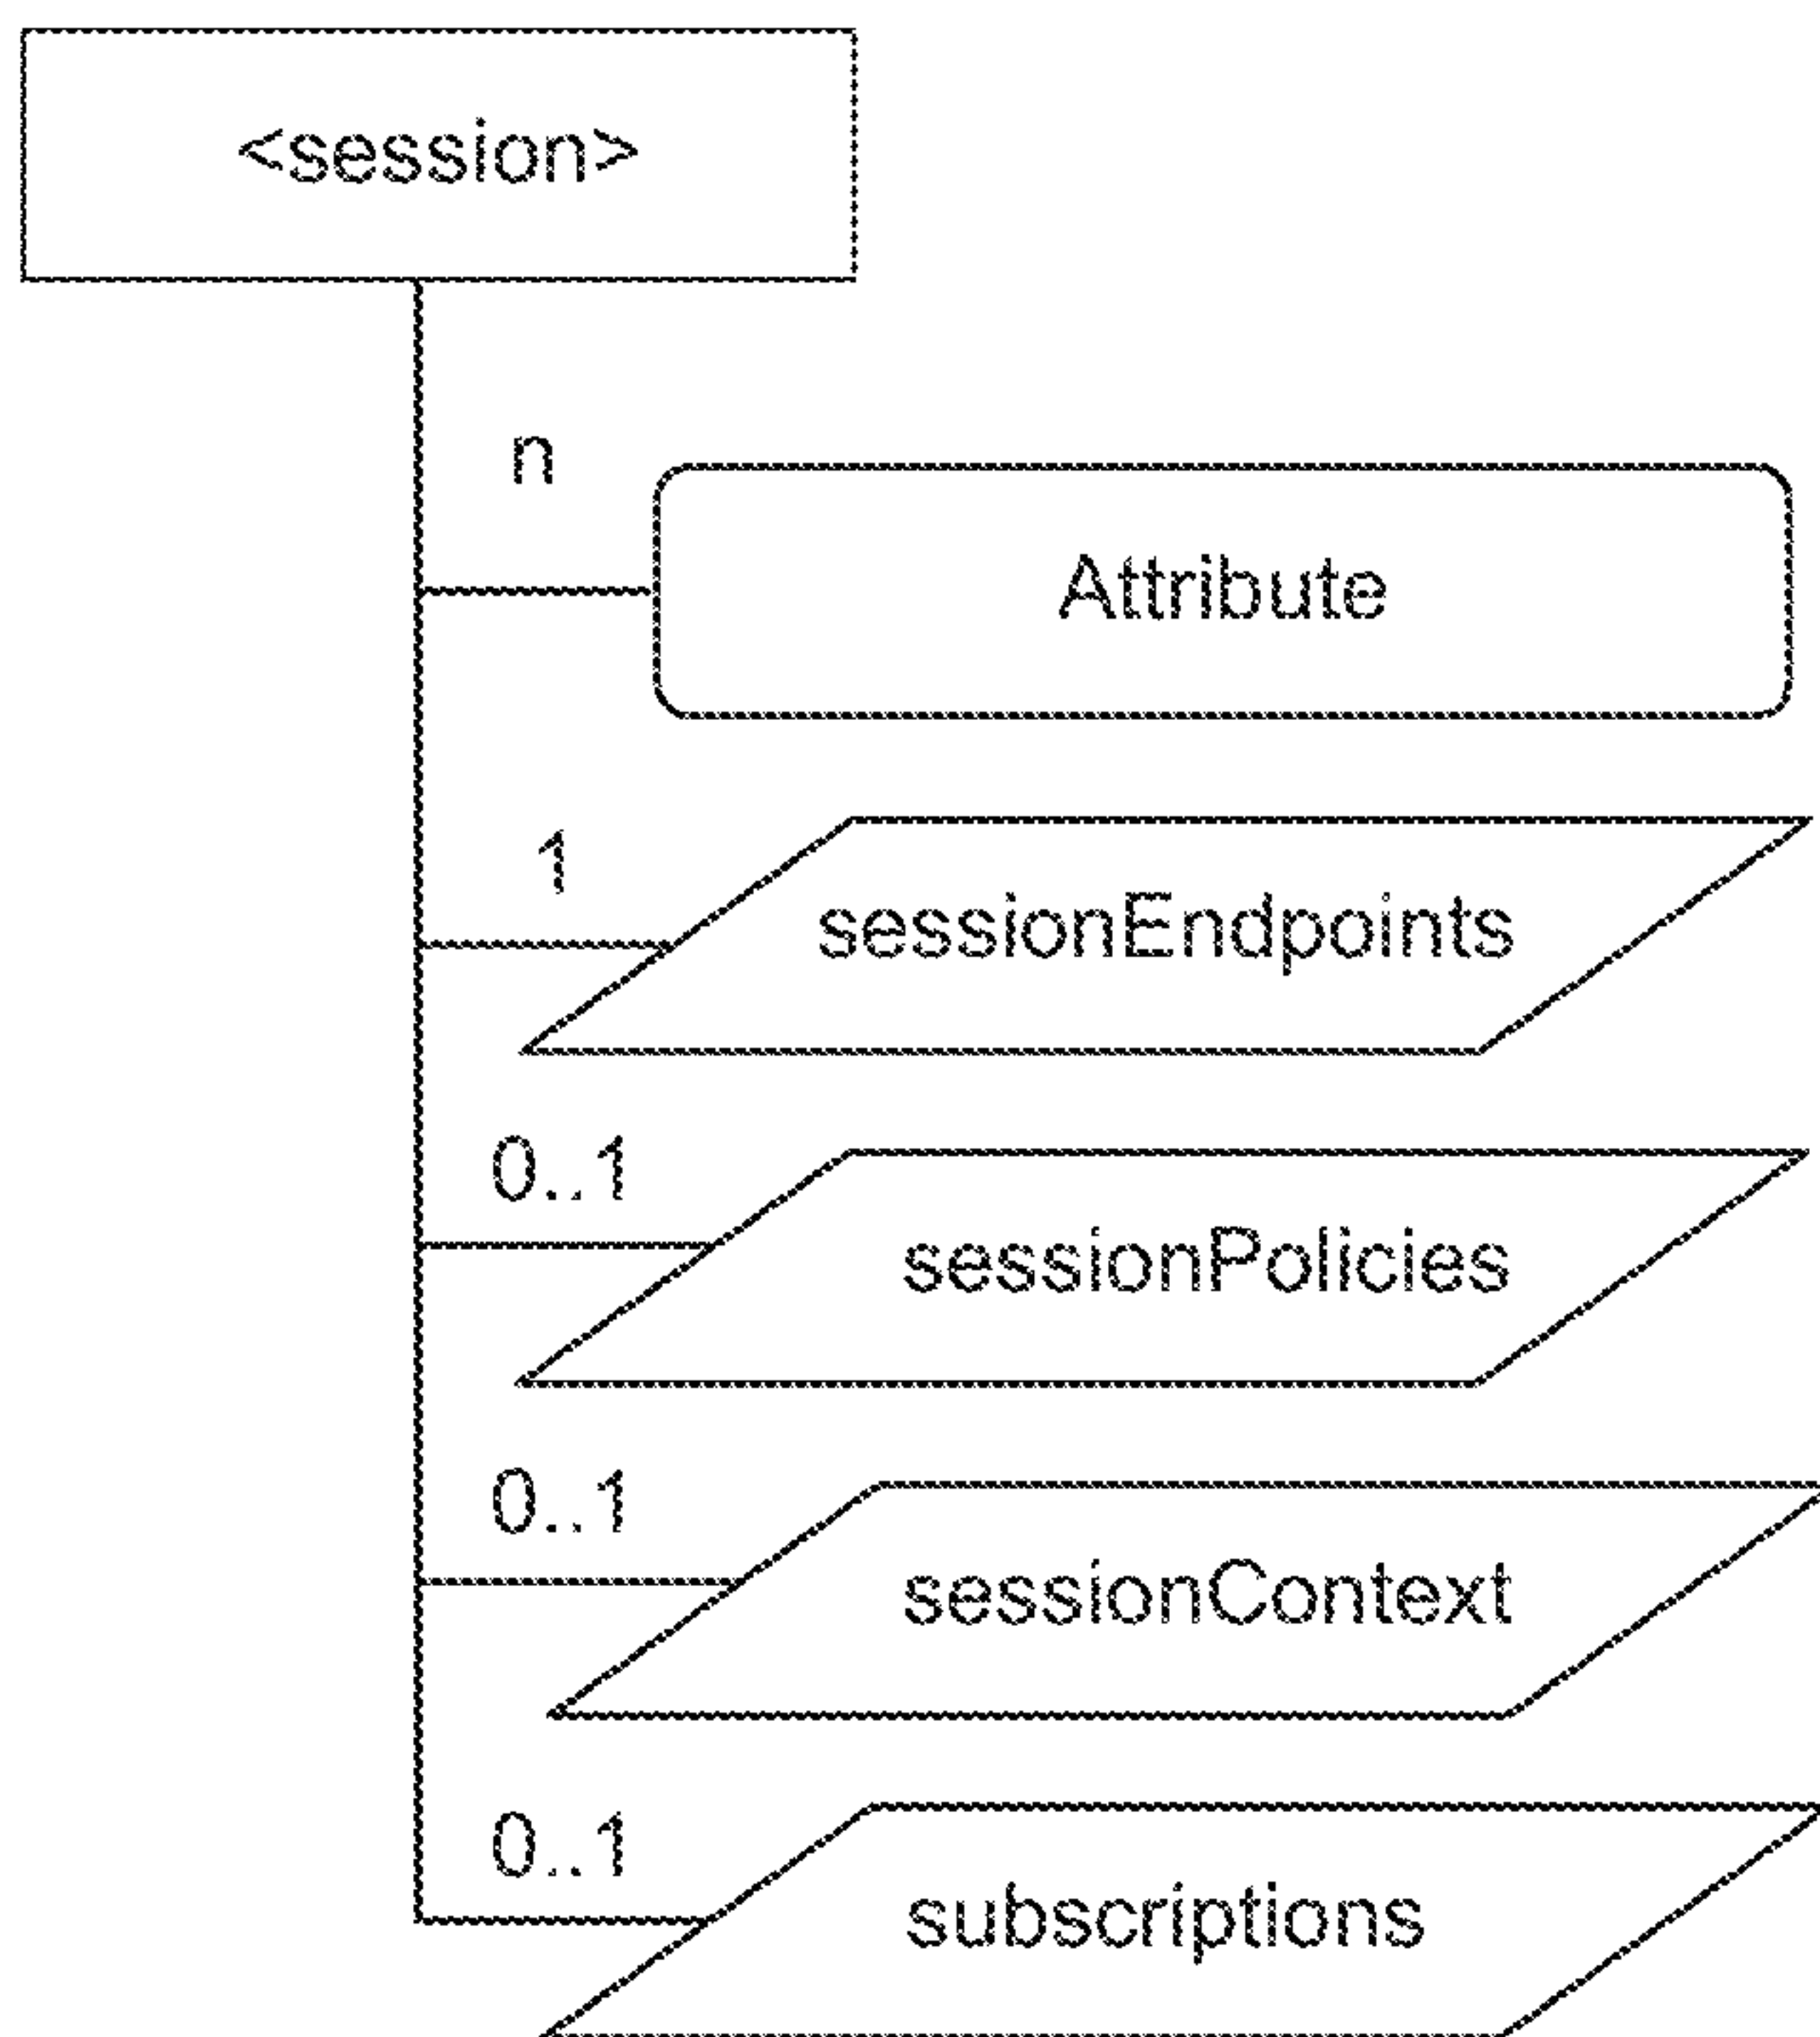 <session>
n
Attribute
1
sessionEndpoints
0..1
sessionPolicies
0..1
sessionContext
0..1
subscriptions